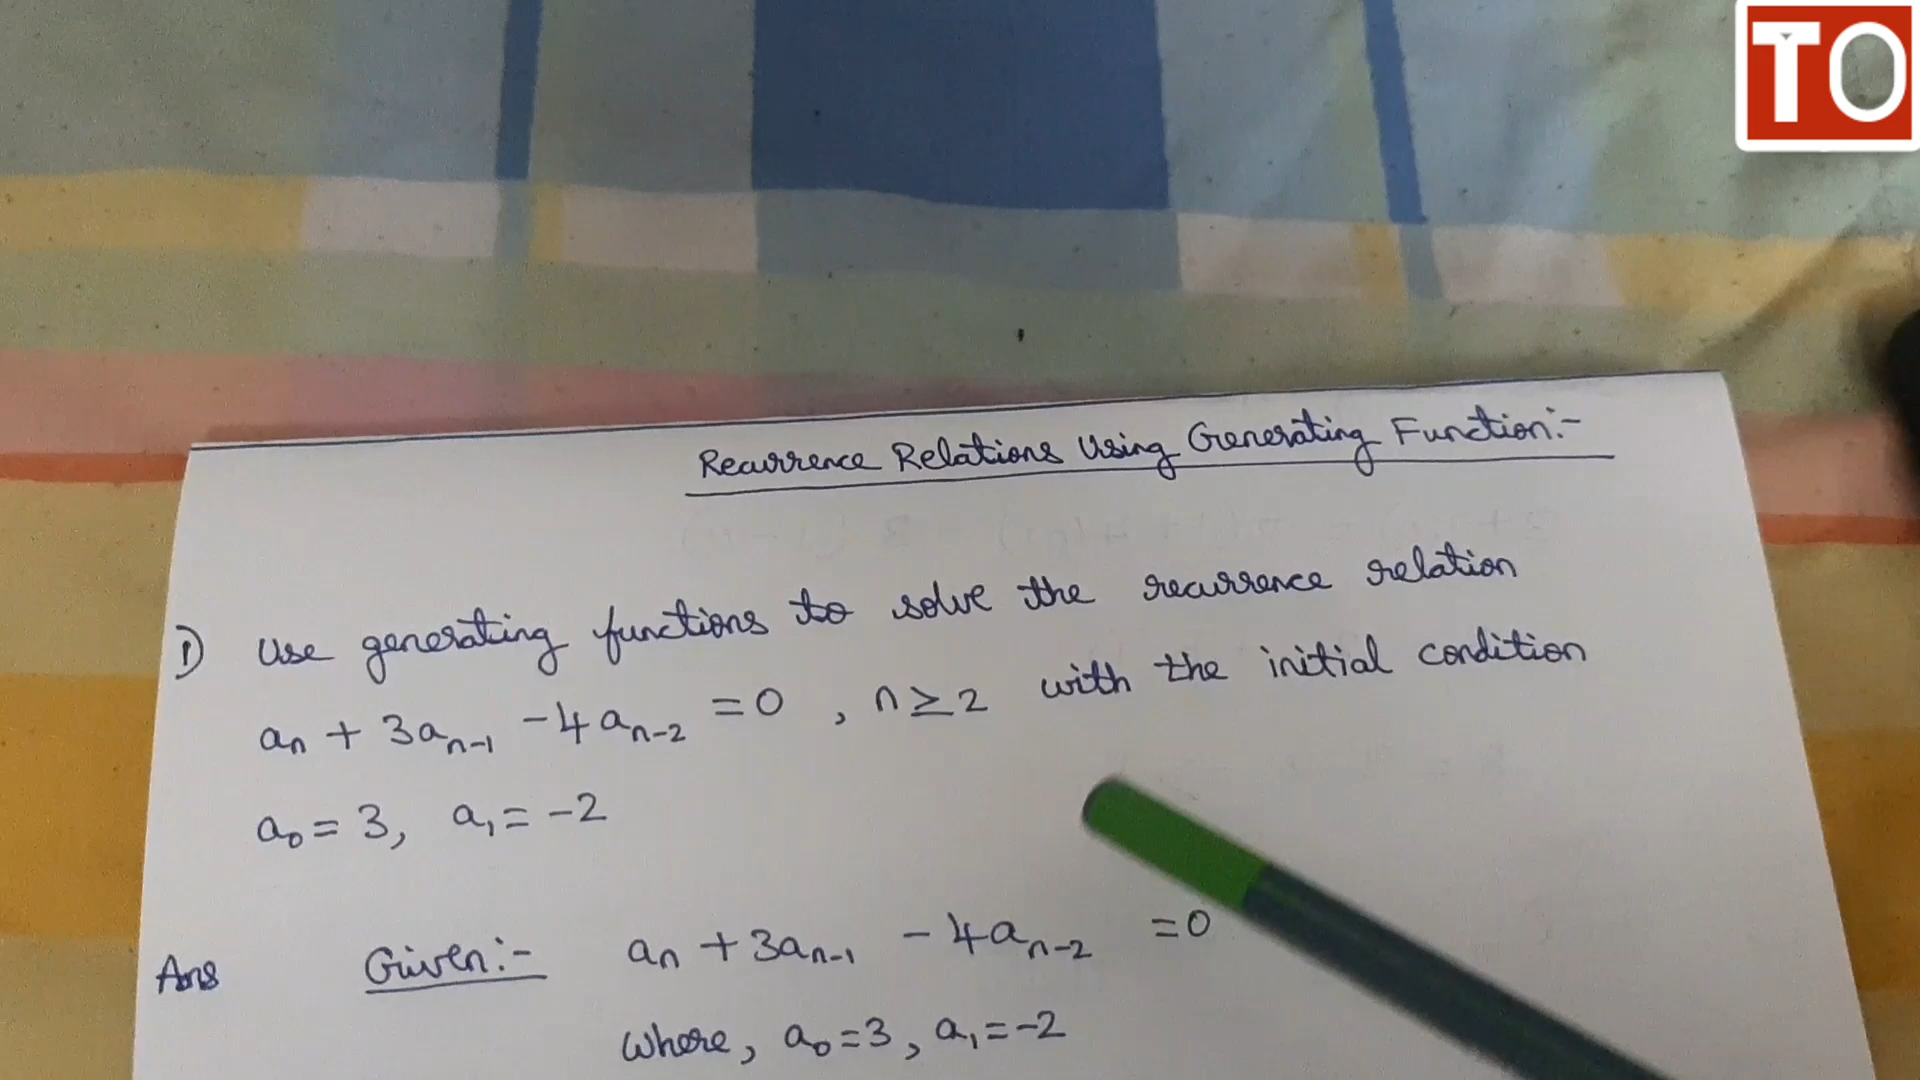 TO
Recurrence Relations Using Generating Function:-
1) Use generating functions to solve the recurrence relation
aₙ + 3aₙ₋₁ - 4aₙ₋₂ = 0 , n ≥ 2 with the initial condition
a₀ = 3, a₁ = -2
Ans Given:- aₙ + 3aₙ₋₁ - 4aₙ₋₂ = 0
Where, a₀ = 3, a₁ = -2